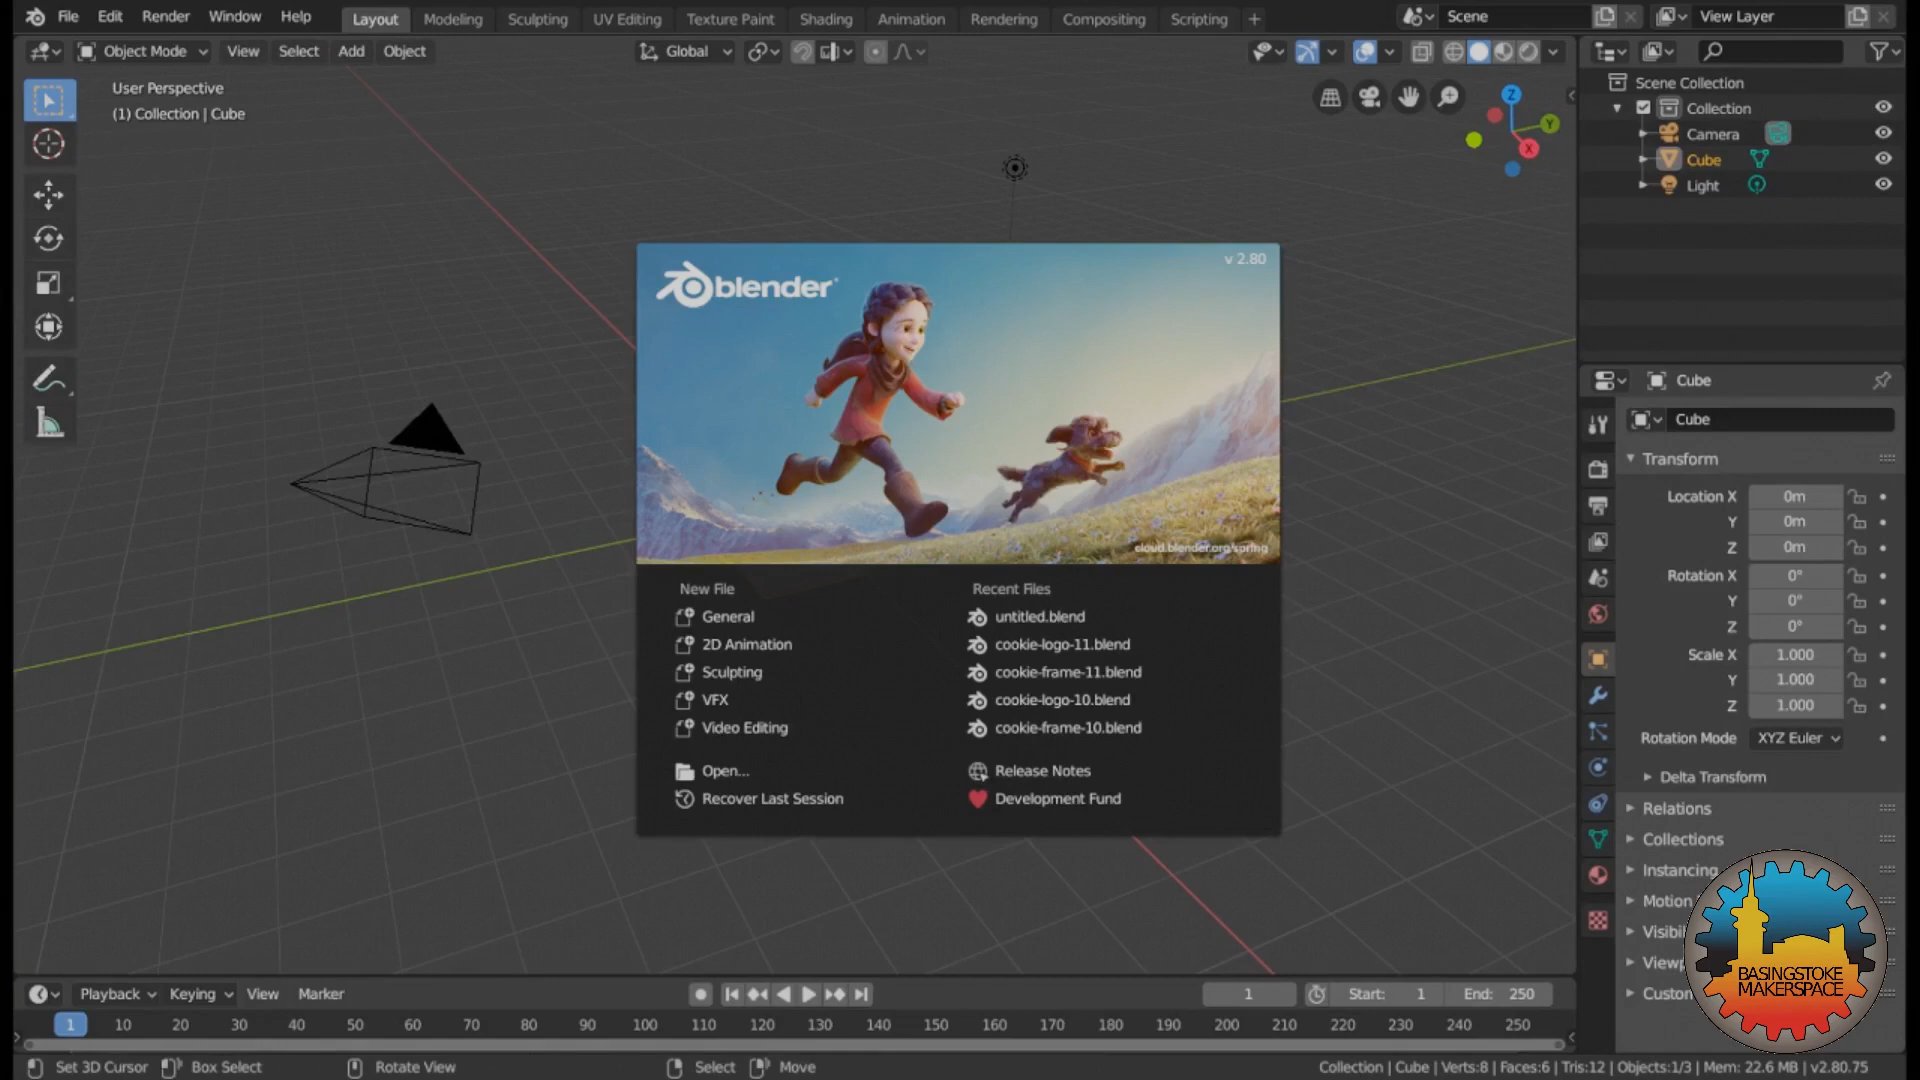 File Edit Render Window Help Layout Modeling Sculpting UV Editing Texture Paint Shading Animation Rendering Compositing Scripting + Scene View Layer
Object Mode View Select Add Object Global
User Perspective
(1) Collection | Cube
Z
Y
X
Scene Collection
Collection
Camera
Cube
Light
blender
v 2.80
cloud.blender.org/spring
New File
General
2D Animation
Sculpting
VFX
Video Editing
Open...
Recover Last Session
Recent Files
untitled.blend
cookie-logo-11.blend
cookie-frame-11.blend
cookie-logo-10.blend
cookie-frame-10.blend
Release Notes
Development Fund
Cube
Cube
Transform
Location X 0m
Y 0m
Z 0m
Rotation X 0°
Y 0°
Z 0°
Scale X 1.000
Y 1.000
Z 1.000
Rotation Mode XYZ Euler
Delta Transform
Relations
Collections
Instancing
Motion
Visibi
Viewp
Custon
BASINGSTOKE
MAKERSPACE
Playback Keying View Marker 1 Start: 1 End: 250
1 10 20 30 40 50 60 70 80 90 100 110 120 130 140 150 160 170 180 190 200 210 220 230 240 250
Set 3D Cursor Box Select Rotate View Select Move Collection | Cube | Verts:8 | Faces:6 | Tris:12 | Objects:1/3 | Mem: 22.6 MB | v2.80.75